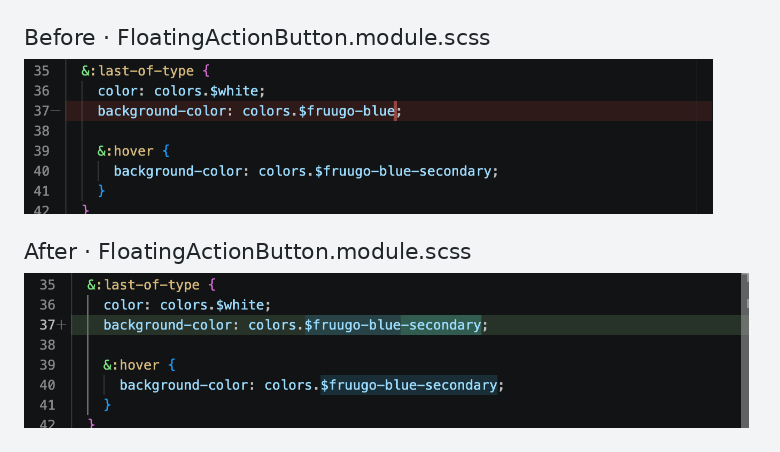 Before · FloatingActionButton.module.scss
35 &:last-of-type {
36 color: colors.$white;
37— background-color: colors.$fruugo-blue;
38
39 &:hover {
40 background-color: colors.$fruugo-blue-secondary;
41 }
42 }
After · FloatingActionButton.module.scss
35 &:last-of-type {
36 color: colors.$white;
37+ background-color: colors.$fruugo-blue-secondary;
38
39 &:hover {
40 background-color: colors.$fruugo-blue-secondary;
41 }
42 }